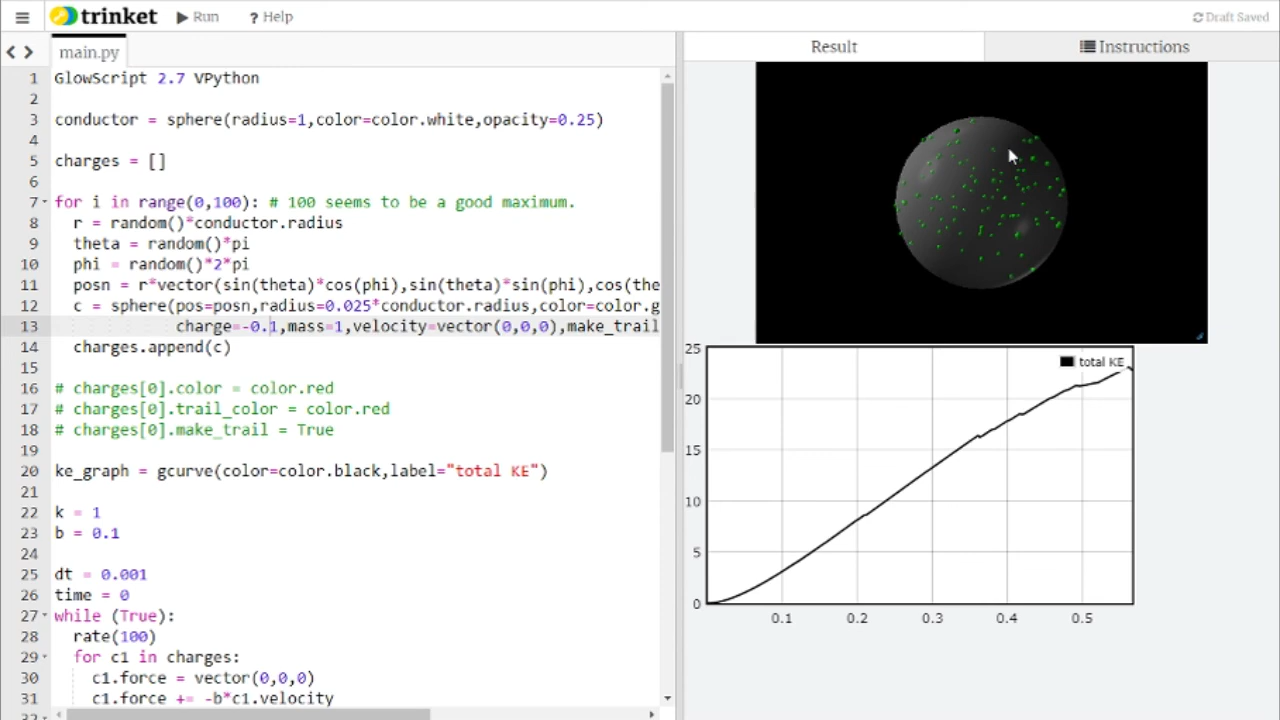 trinket
Run
? Help
Draft Saved
main.py
Result
Instructions
1 GlowScript 2.7 VPython
2
3 conductor = sphere(radius=1,color=color.white,opacity=0.25)
4
5 charges = []
6
7 for i in range(0,100): # 100 seems to be a good maximum.
8 r = random()*conductor.radius
9 theta = random()*pi
10 phi = random()*2*pi
11 posn = r*vector(sin(theta)*cos(phi),sin(theta)*sin(phi),cos(the
12 c = sphere(pos=posn,radius=0.025*conductor.radius,color=color.g
13 charge=-0.1,mass=1,velocity=vector(0,0,0),make_trail
14 charges.append(c)
15
16 # charges[0].color = color.red
17 # charges[0].trail_color = color.red
18 # charges[0].make_trail = True
19
20 ke_graph = gcurve(color=color.black,label="total KE")
21
22 k = 1
23 b = 0.1
24
25 dt = 0.001
26 time = 0
27 while (True):
28 rate(100)
29 for c1 in charges:
30 c1.force = vector(0,0,0)
31 c1.force += -b*c1.velocity
32
25
total KE
20
15
10
5
0
0.1 0.2 0.3 0.4 0.5